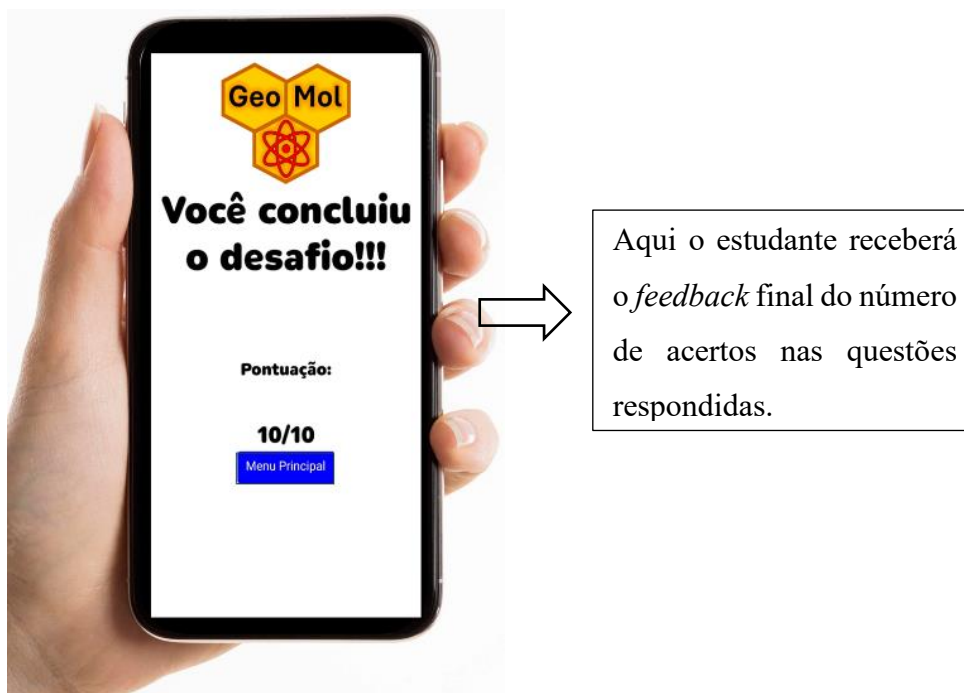 Geo Mol
Você concluiu
o desafio!!!
Pontuação:
10/10
Menu Principal
Aqui o estudante receberá
o feedback final do número
de acertos nas questões
respondidas.